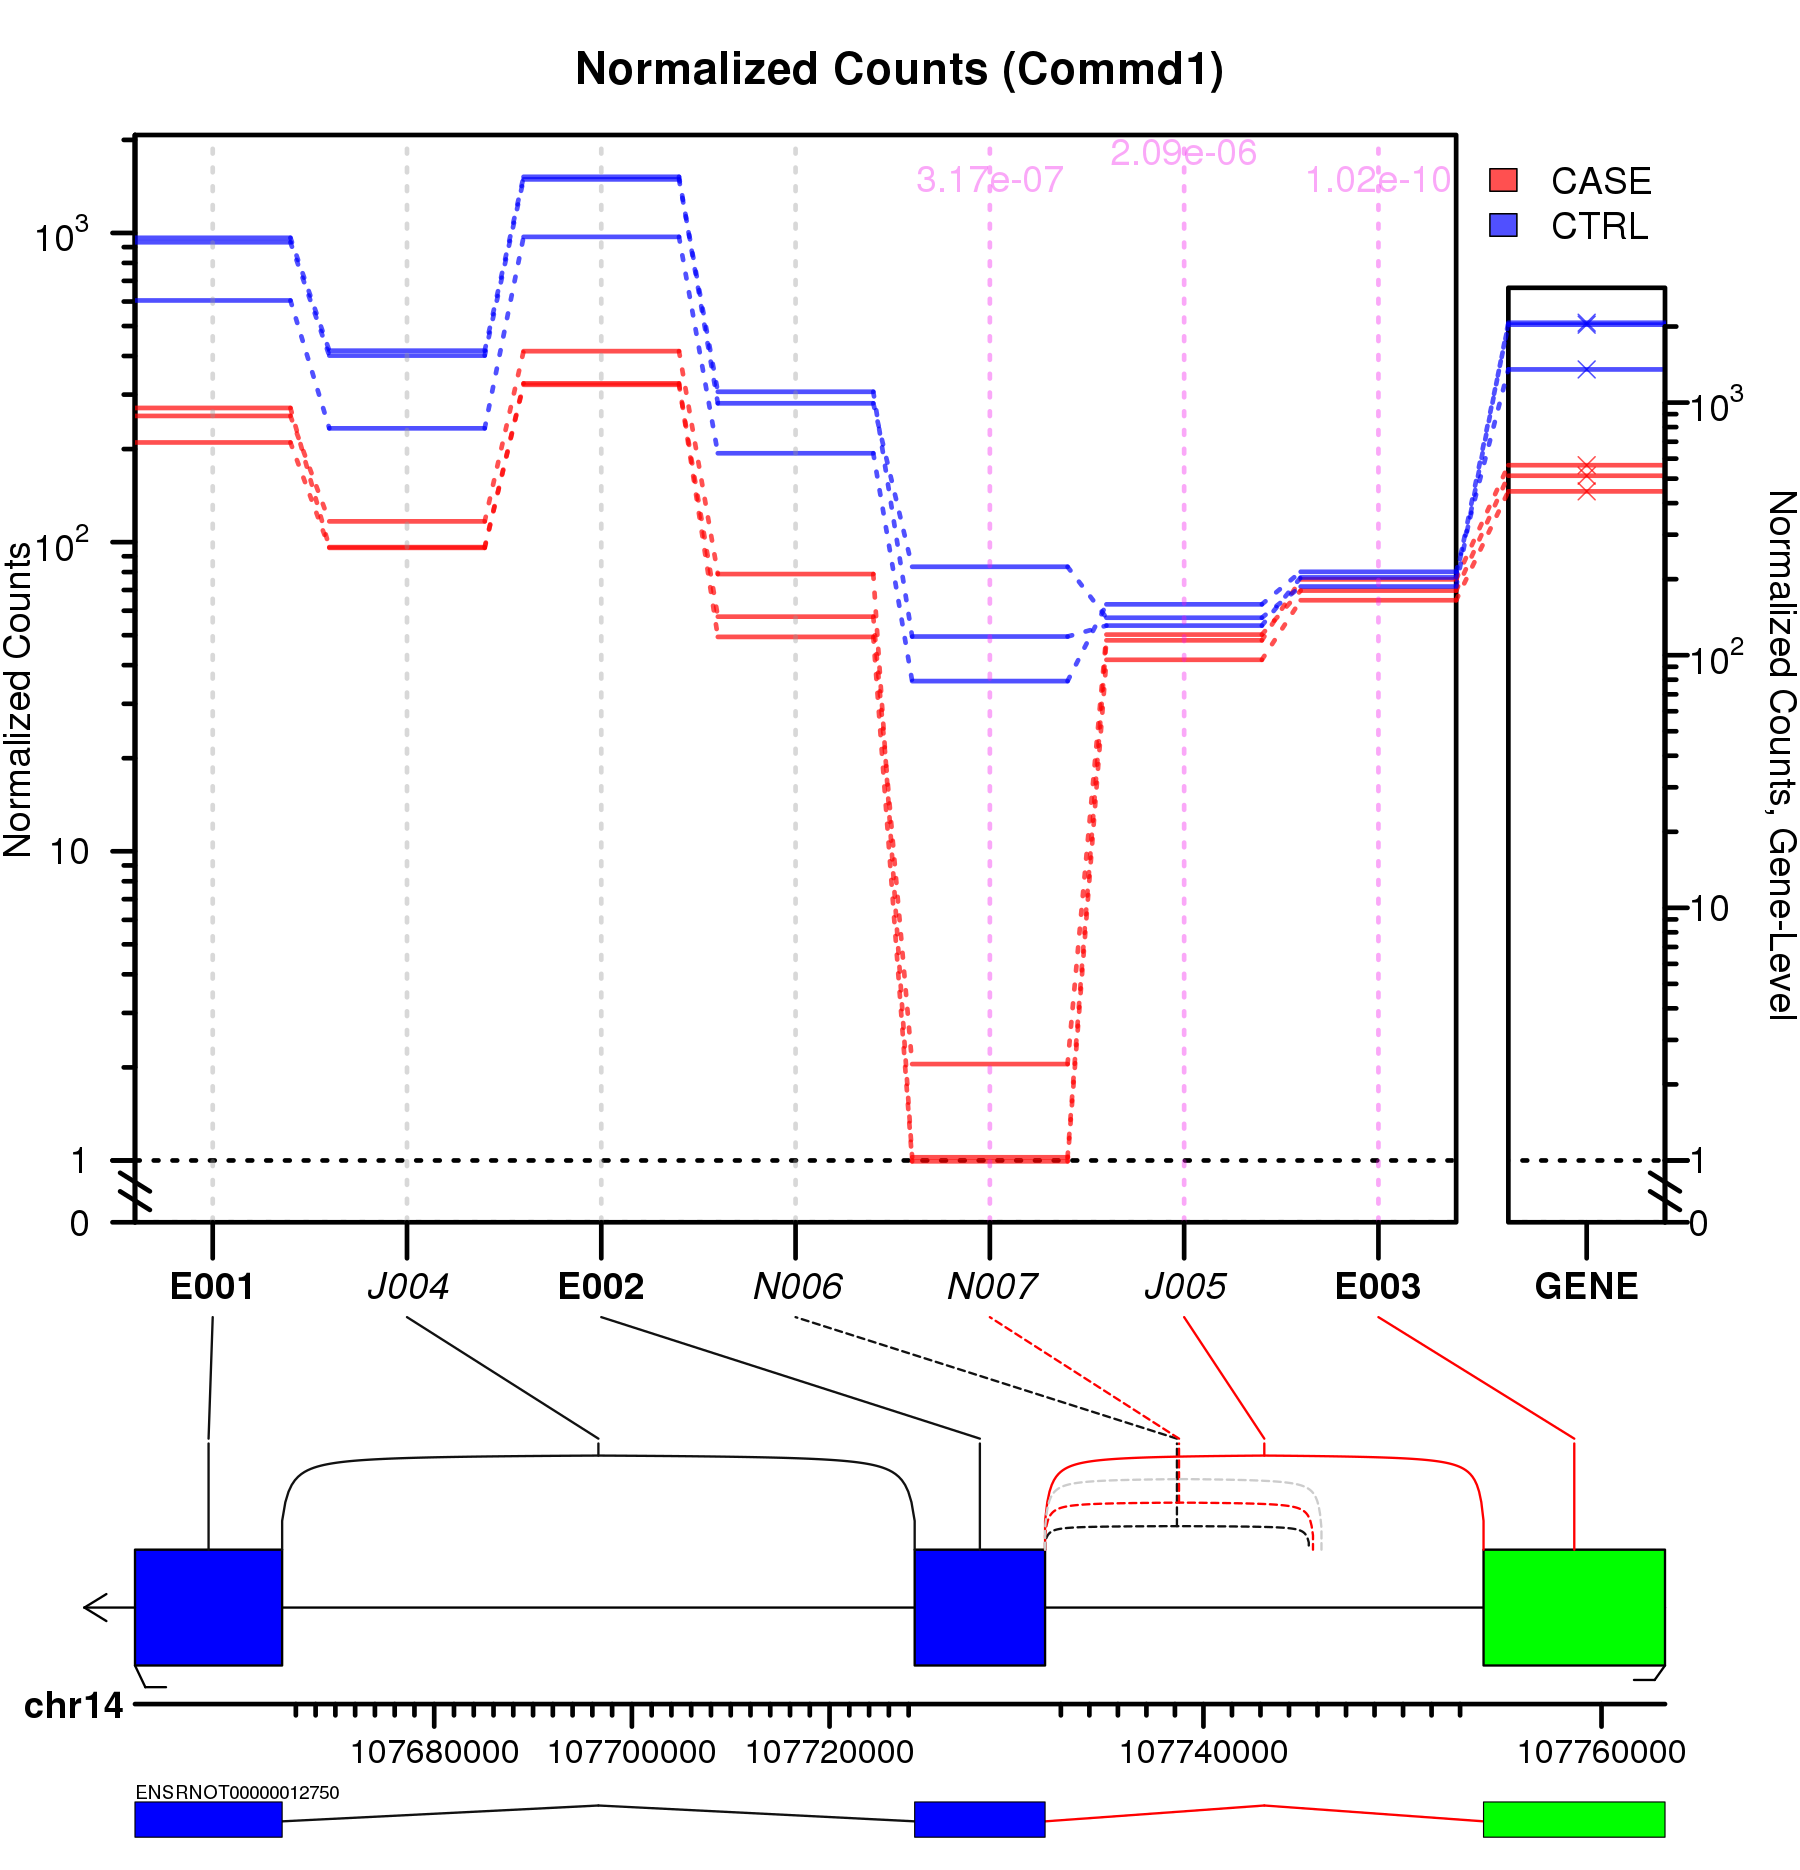 Normalized Counts (Commd1)
3.17e-07
2.09e-06
1.02e-10
CASE
CTRL
Normalized Counts
103
102
10
1
0
103
102
10
1
0
Normalized Counts, Gene-Level
E001 J004 E002 N006 N007 J005 E003 GENE
chr14
107680000 107700000 107720000 107740000 107760000
ENSRNOT00000012750